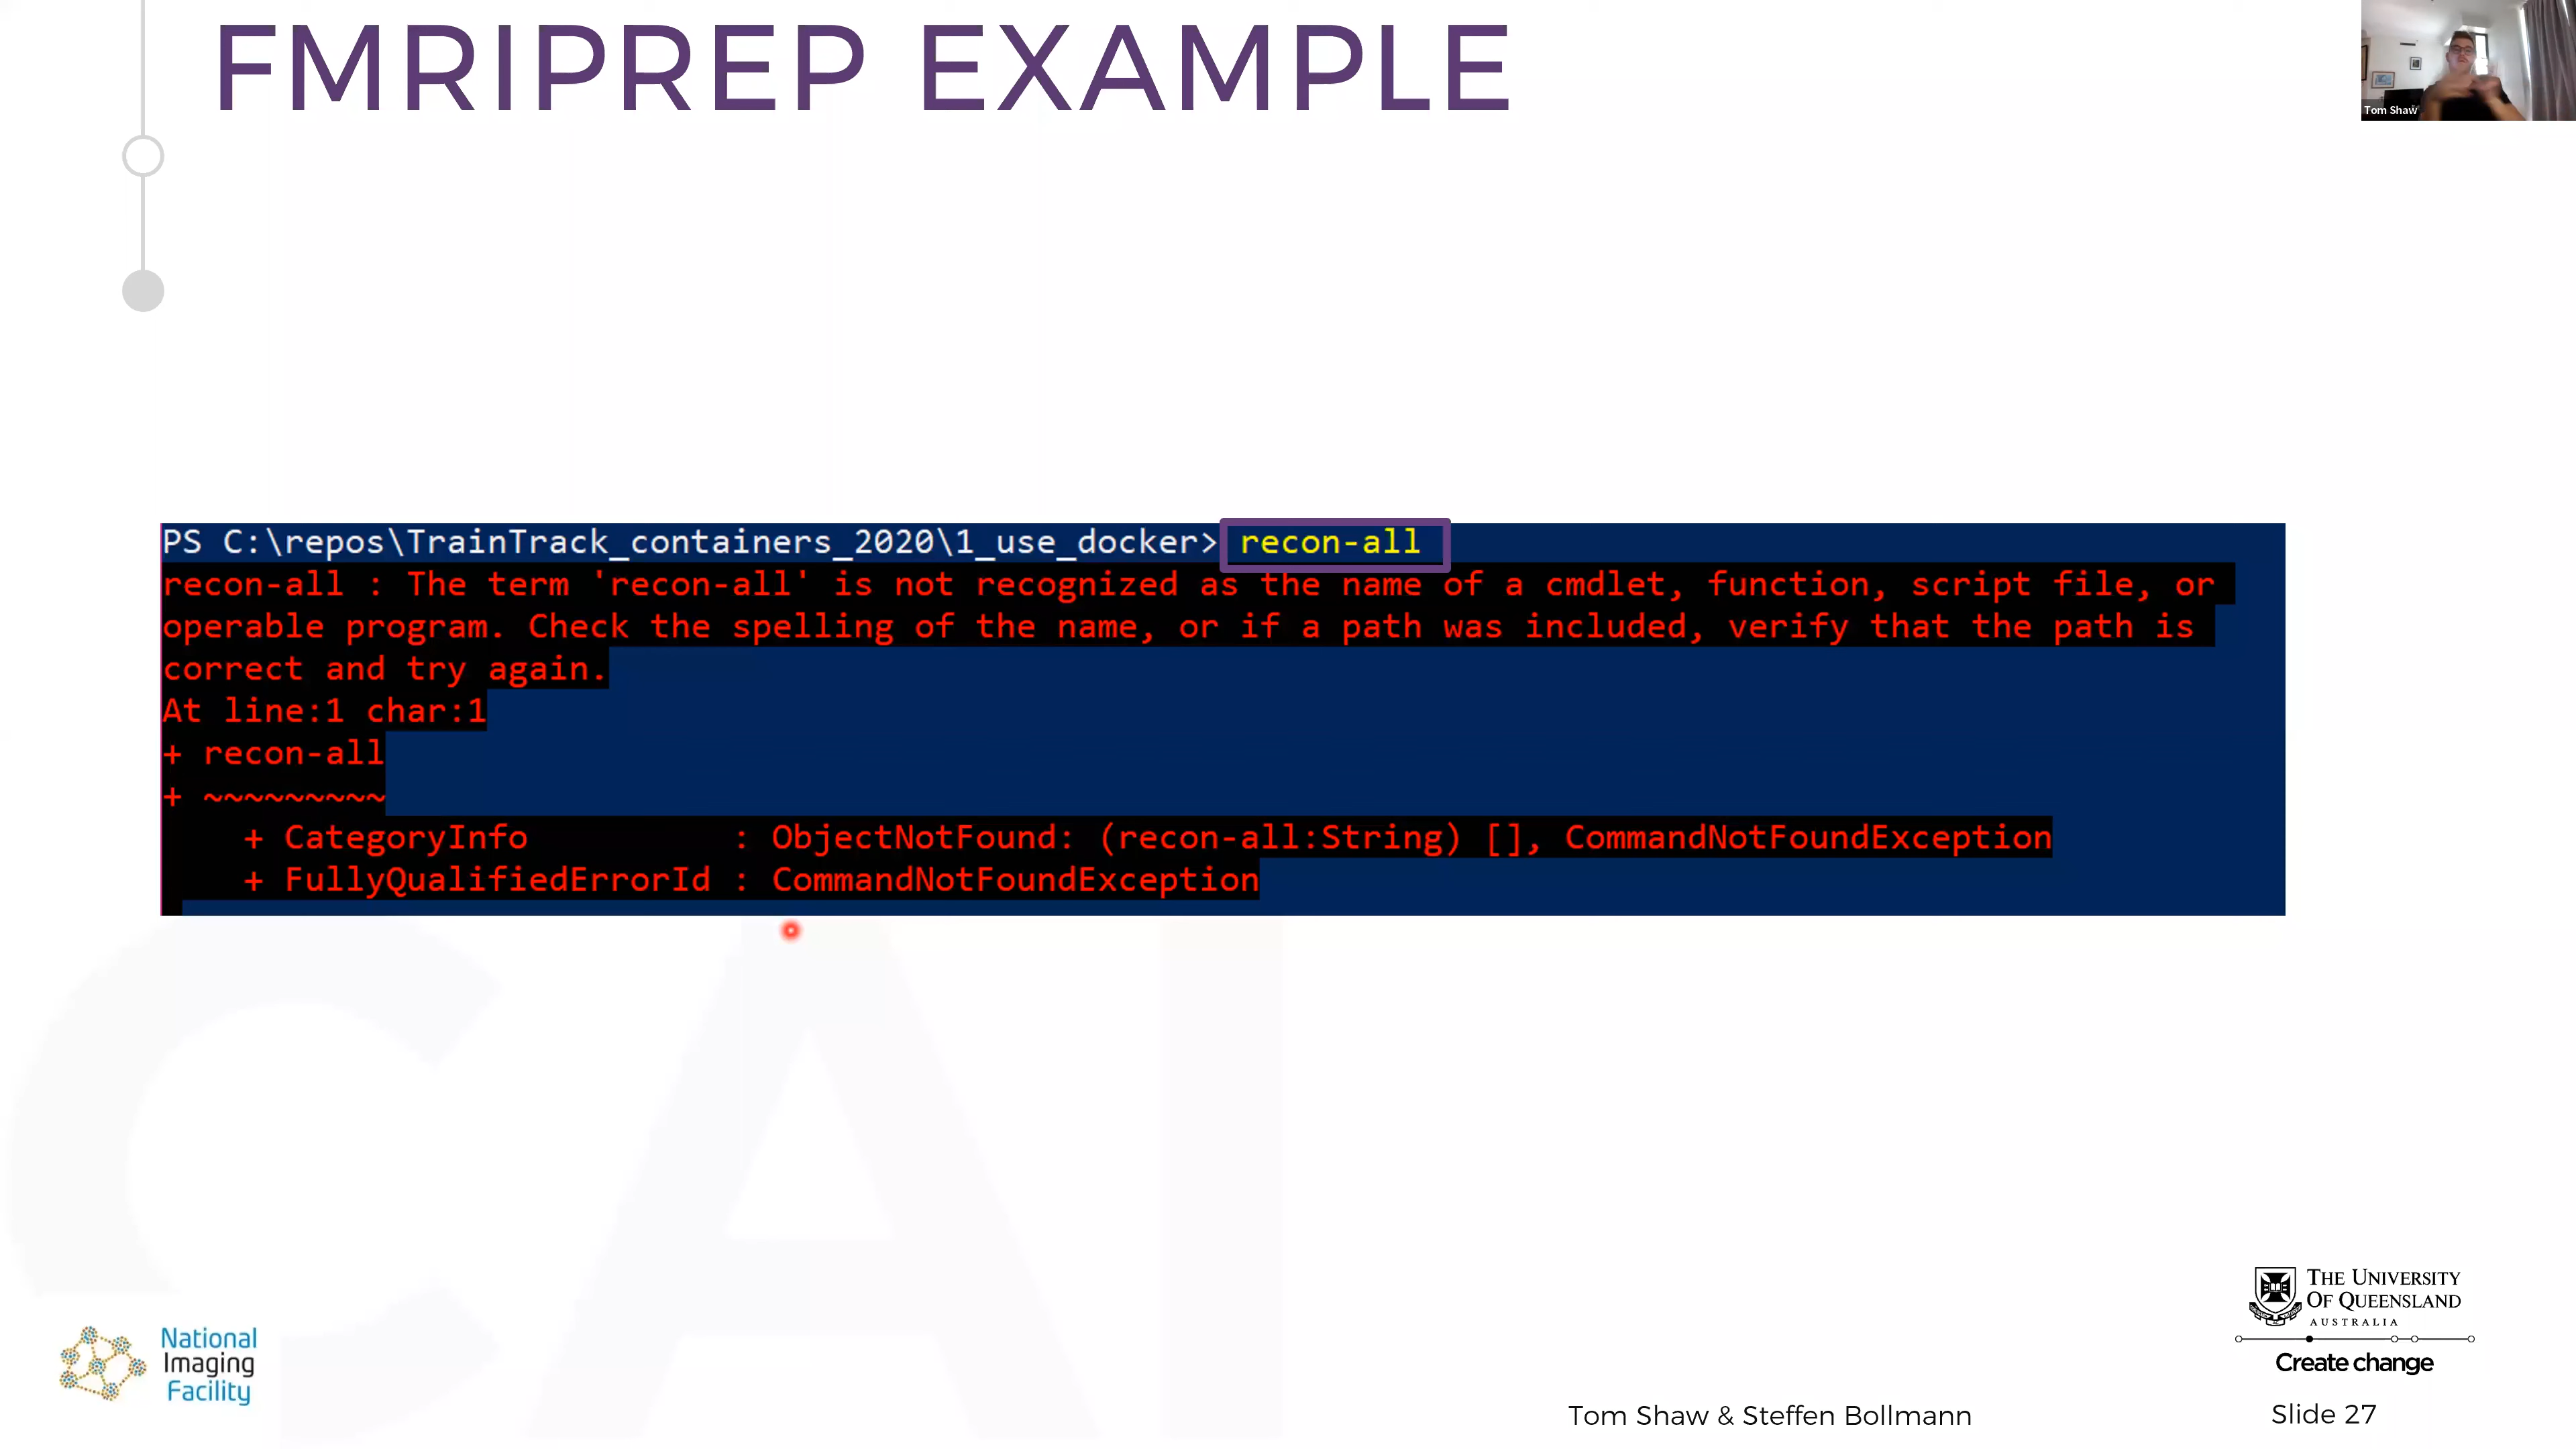 FMRIPREP EXAMPLE
Tom Shaw
PS C:\repos\TrainTrack_containers_2020\1_use_docker> recon-all
recon-all : The term 'recon-all' is not recognized as the name of a cmdlet, function, script file, or
operable program. Check the spelling of the name, or if a path was included, verify that the path is
correct and try again.
At line:1 char:1
+ recon-all
+ ~~~~~~~~~
+ CategoryInfo : ObjectNotFound: (recon-all:String) [], CommandNotFoundException
+ FullyQualifiedErrorId : CommandNotFoundException
CAI
National
Imaging
Facility
THE UNIVERSITY
OF QUEENSLAND
AUSTRALIA
Create change
Tom Shaw & Steffen Bollmann
Slide 27